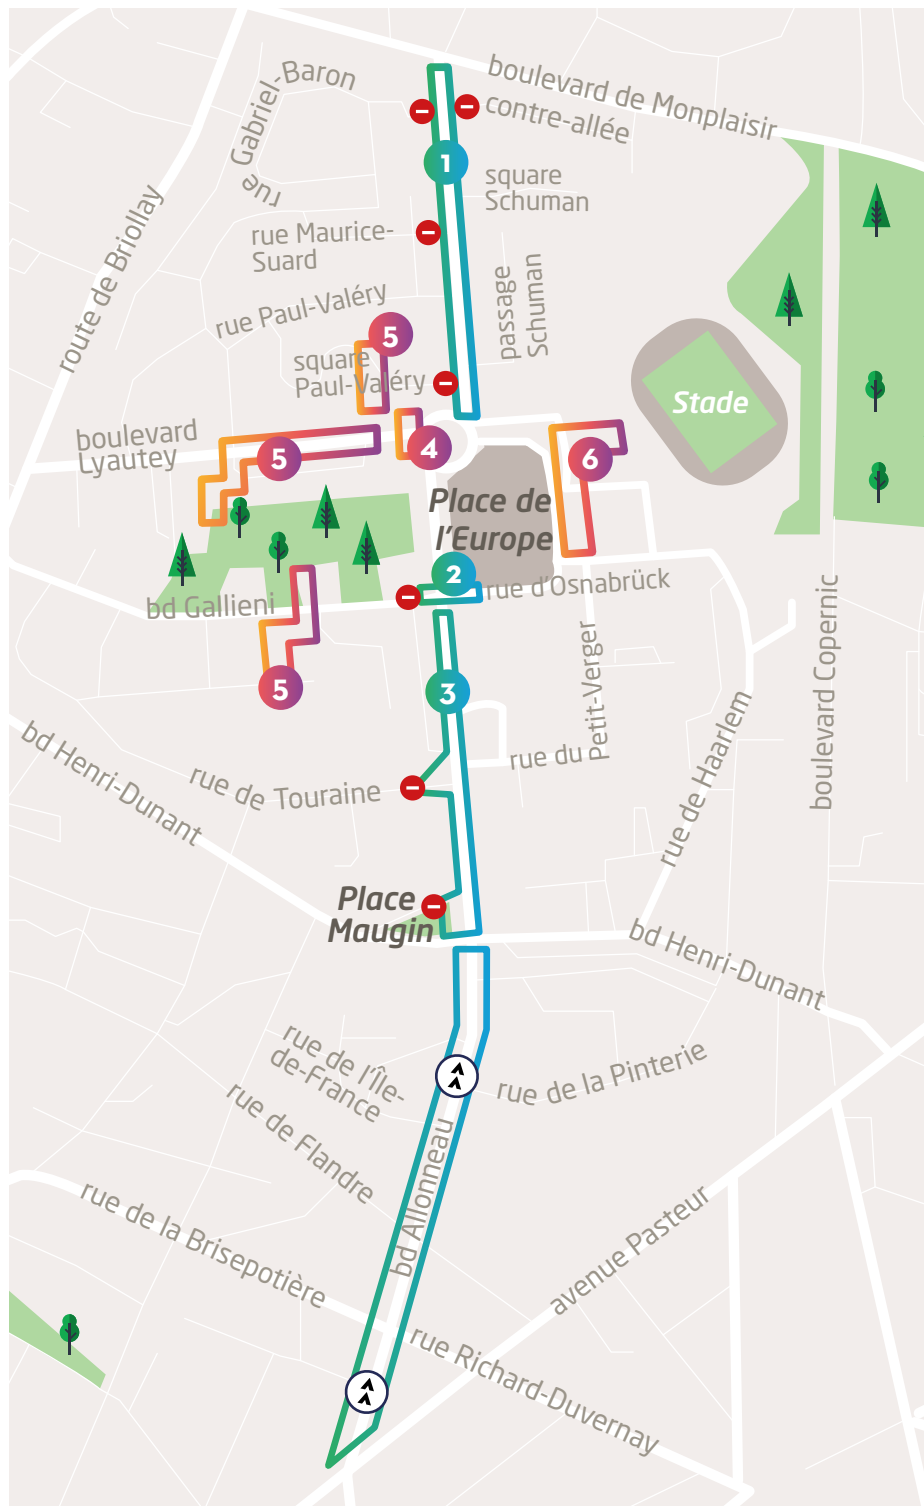 boulevard de Monplaisir
contre-allée
rue Gabriel-Baron
1
square
Schuman
route de Briollay
rue Maurice-
Suard
passage
Schuman
rue Paul-Valéry
5
square
Paul-Valéry
Stade
boulevard
Lyautey
5
4
6
Place de
l'Europe
2
rue d'Osnabrück
bd Gallieni
boulevard Copernic
5
3
rue du Petit-Verger
rue de Haarlem
bd Henri-Dunant
rue de Touraine
Place
Maugin
bd Henri-Dunant
rue de l'Île-
de-France
rue de la Pinterie
rue de Flandre
bd Allonneau
rue de la Brisepotière
avenue Pasteur
rue Richard-Duvernay